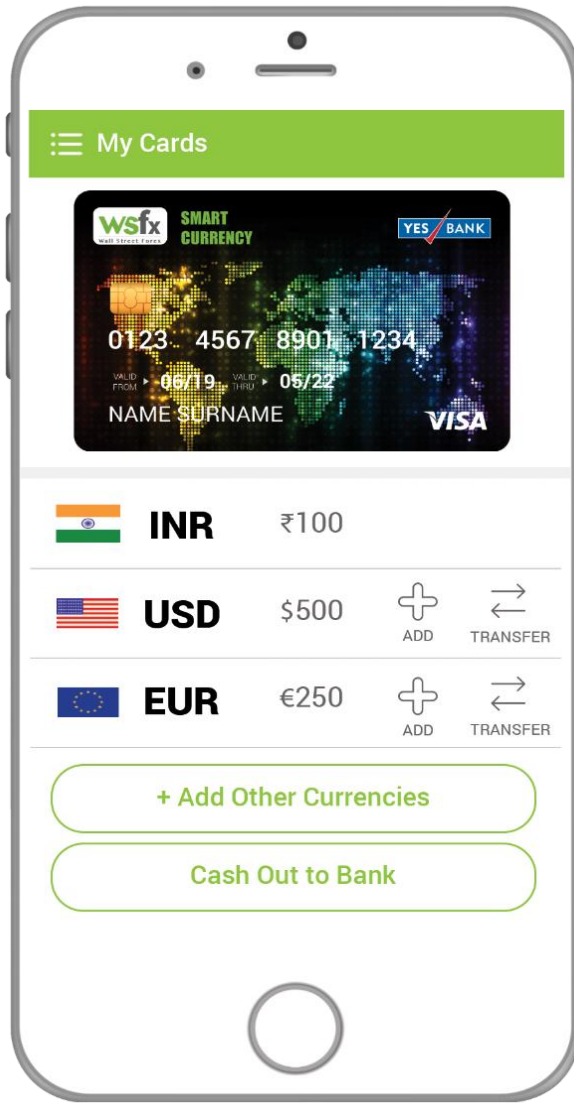 My Cards
wsfx
Wall Street Forex
SMART
CURRENCY
YES BANK
0123 4567 8901 1234
VALID FROM 06/19 VALID THRU 05/22
NAME SURNAME
VISA
INR ₹100
USD $500 ADD TRANSFER
EUR €250 ADD TRANSFER
+ Add Other Currencies
Cash Out to Bank